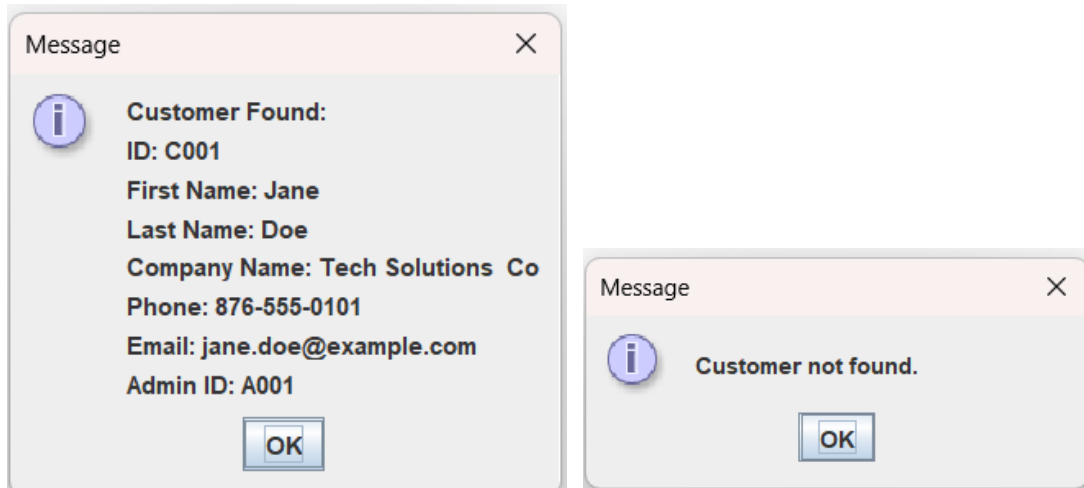 Message
Customer Found:
ID: C001
First Name: Jane
Last Name: Doe
Company Name: Tech Solutions Co
Phone: 876-555-0101
Email: jane.doe@example.com
Admin ID: A001
OK
Message
Customer not found.
OK